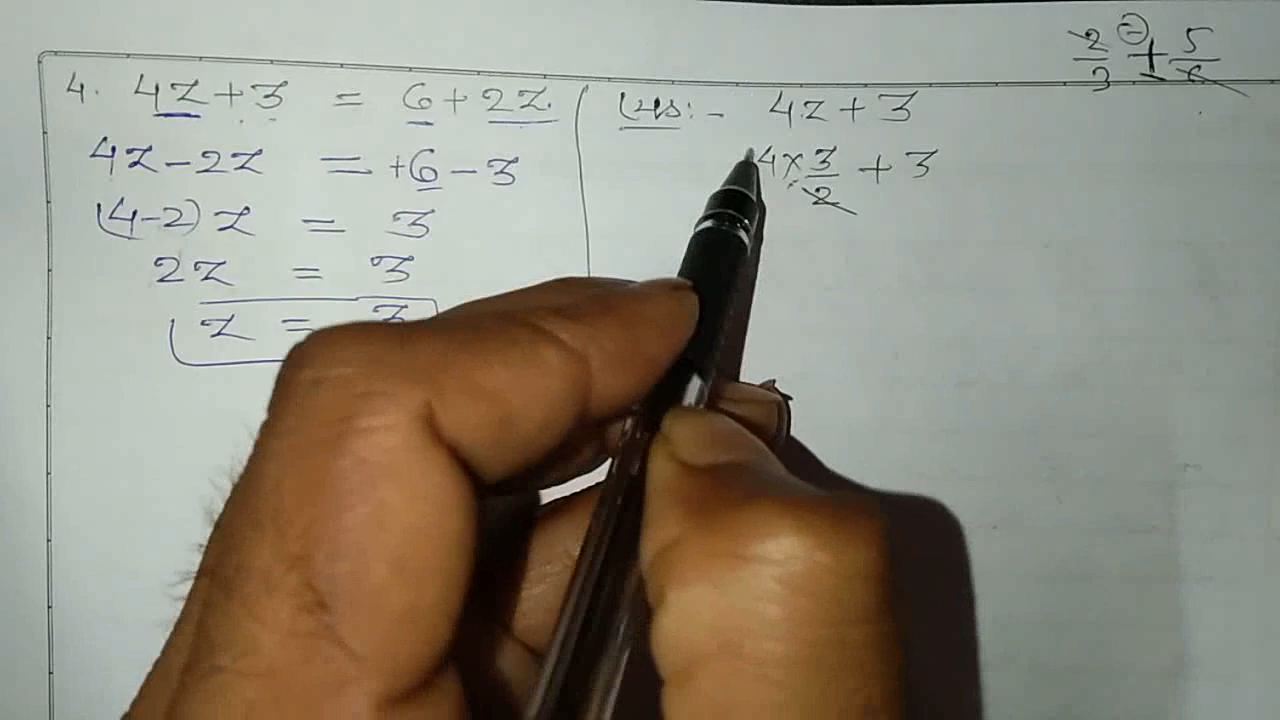 2/3 + 5/6
4. 4z + 3 = 6 + 2z.
4z - 2z = +6 - 3
(4-2) z = 3
2z = 3
z = 3
LHS:- 4z + 3
4 × 3/2 + 3